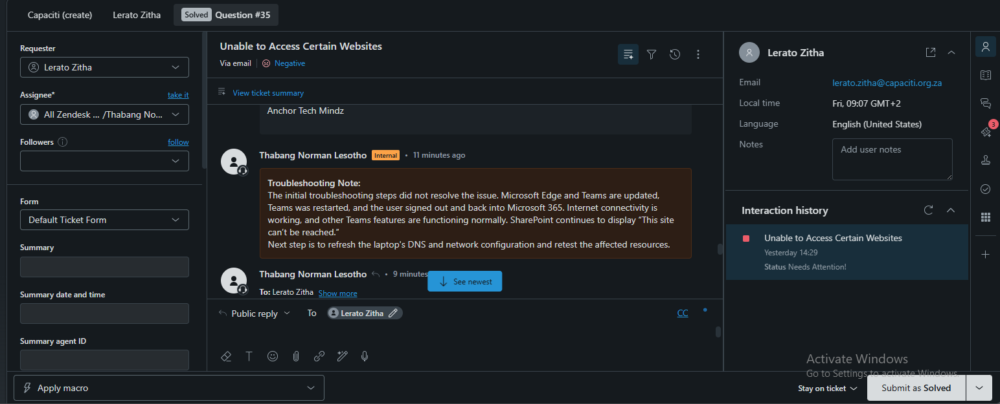 Capaciti (create)
Lerato Zitha
Solved Question #35
Requester
Lerato Zitha
Assignee* take it
All Zendesk ... /Thabang No...
Followers follow
Form
Default Ticket Form
Summary
Summary date and time
Summary agent ID
Unable to Access Certain Websites
Via email Negative
View ticket summary
Anchor Tech Mindz
Thabang Norman Lesotho Internal • 11 minutes ago
Troubleshooting Note:
The initial troubleshooting steps did not resolve the issue. Microsoft Edge and Teams are updated,
Teams was restarted, and the user signed out and back into Microsoft 365. Internet connectivity is
working, and other Teams features are functioning normally. SharePoint continues to display “This site
can’t be reached.”
Next step is to refresh the laptop's DNS and network configuration and retest the affected resources.
Thabang Norman Lesotho • 9 minutes
See newest
To: Lerato Zitha Show more
Public reply To Lerato Zitha CC
Lerato Zitha
Email lerato.zitha@capaciti.org.za
Local time Fri, 09:07 GMT+2
Language English (United States)
Notes Add user notes
3
Interaction history
Unable to Access Certain Websites
Yesterday 14:29
Status Needs Attention!
Activate Windows
Go to Settings to activate Windows.
Apply macro
Stay on ticket
Submit as Solved